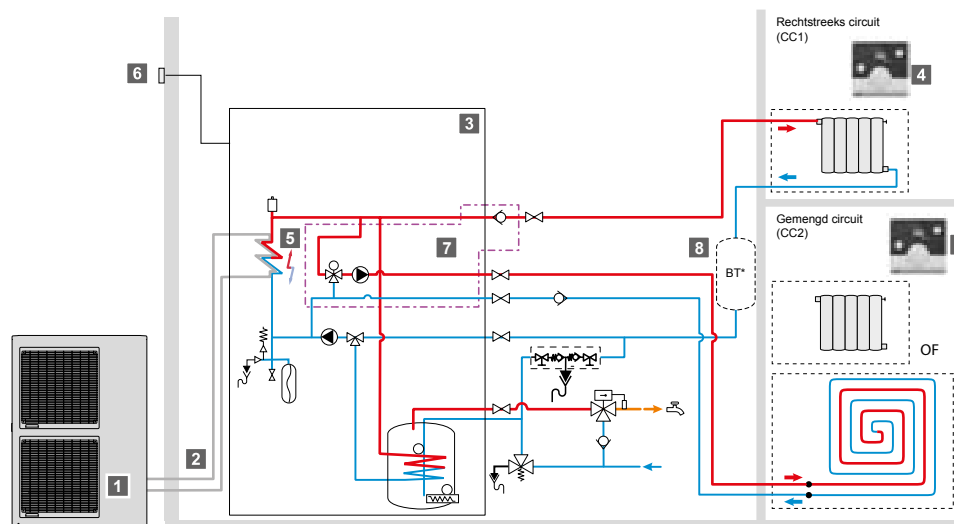 Rechtstreeks circuit
(CC1)
6
4
3
Gemengd circuit
(CC2)
5
7
8
BT*
OF
2
1